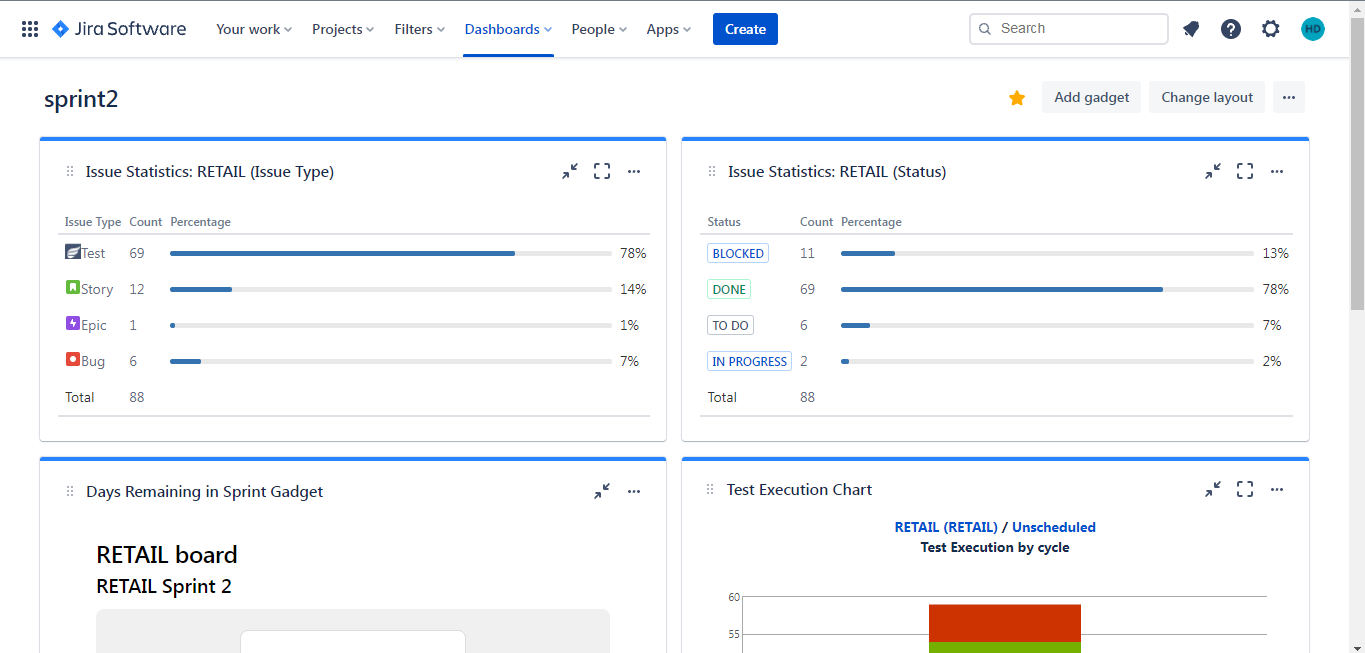 Jira Software Your work Projects Filters Dashboards People Apps Create Search HD
sprint2 Add gadget Change layout
Issue Statistics: RETAIL (Issue Type)
Issue Type Count Percentage
Test 69 78%
Story 12 14%
Epic 1 1%
Bug 6 7%
Total 88
Issue Statistics: RETAIL (Status)
Status Count Percentage
BLOCKED 11 13%
DONE 69 78%
TO DO 6 7%
IN PROGRESS 2 2%
Total 88
Days Remaining in Sprint Gadget
RETAIL board
RETAIL Sprint 2
Test Execution Chart
RETAIL (RETAIL) / Unscheduled
Test Execution by cycle
60
55